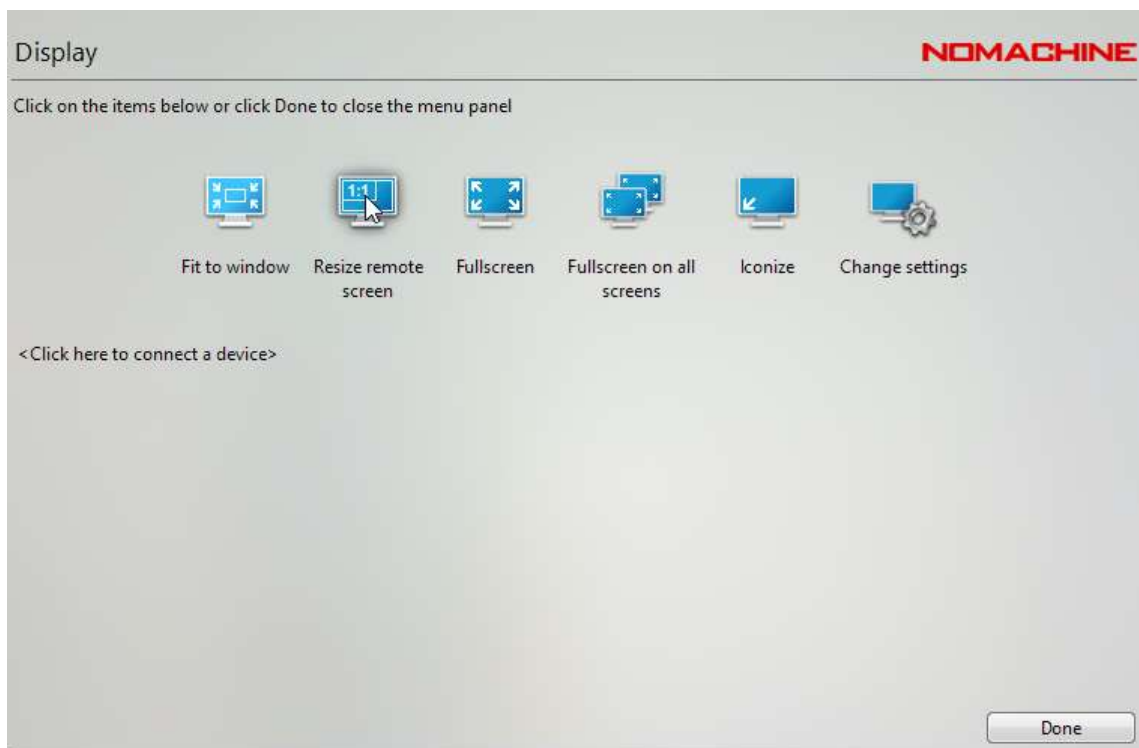 Display
NOMACHINE
Click on the items below or click Done to close the menu panel
1:1
Fit to window
Resize remote
screen
Fullscreen
Fullscreen on all
screens
Iconize
Change settings
<Click here to connect a device>
Done